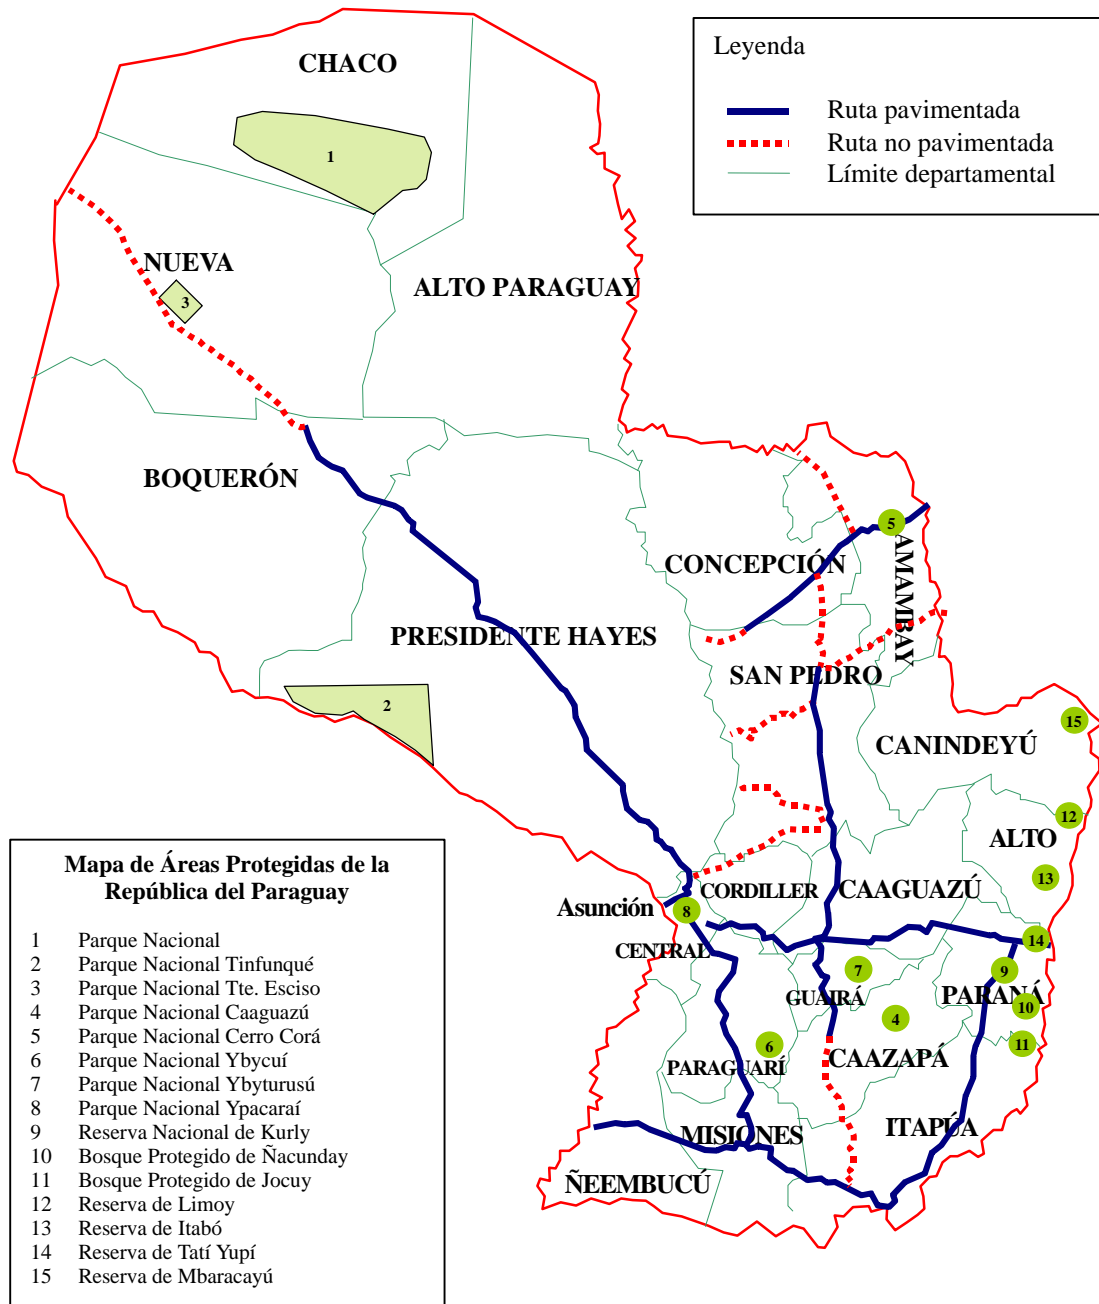 CHACO
Leyenda
Ruta pavimentada
Ruta no pavimentada
Límite departamental
1
NUEVA
3
ALTO PARAGUAY
BOQUERÓN
5
CONCEPCIÓN
AMAMBAY
PRESIDENTE HAYES
SAN PEDRO
2
15
CANINDEYÚ
12
ALTO
13
CORDILLER
CAAGUAZÚ
Asunción
8
CENTRAL
14
7
9
GUAIRÁ
PARANÁ
10
4
6
11
PARAGUARÍ
CAAZAPÁ
MISIONES
ITAPÚA
ÑEEMBUCÚ
Mapa de Áreas Protegidas de la
República del Paraguay
1 Parque Nacional
2 Parque Nacional Tinfunqué
3 Parque Nacional Tte. Esciso
4 Parque Nacional Caaguazú
5 Parque Nacional Cerro Corá
6 Parque Nacional Ybycuí
7 Parque Nacional Ybyturusú
8 Parque Nacional Ypacaraí
9 Reserva Nacional de Kurly
10 Bosque Protegido de Ñacunday
11 Bosque Protegido de Jocuy
12 Reserva de Limoy
13 Reserva de Itabó
14 Reserva de Tatí Yupí
15 Reserva de Mbaracayú